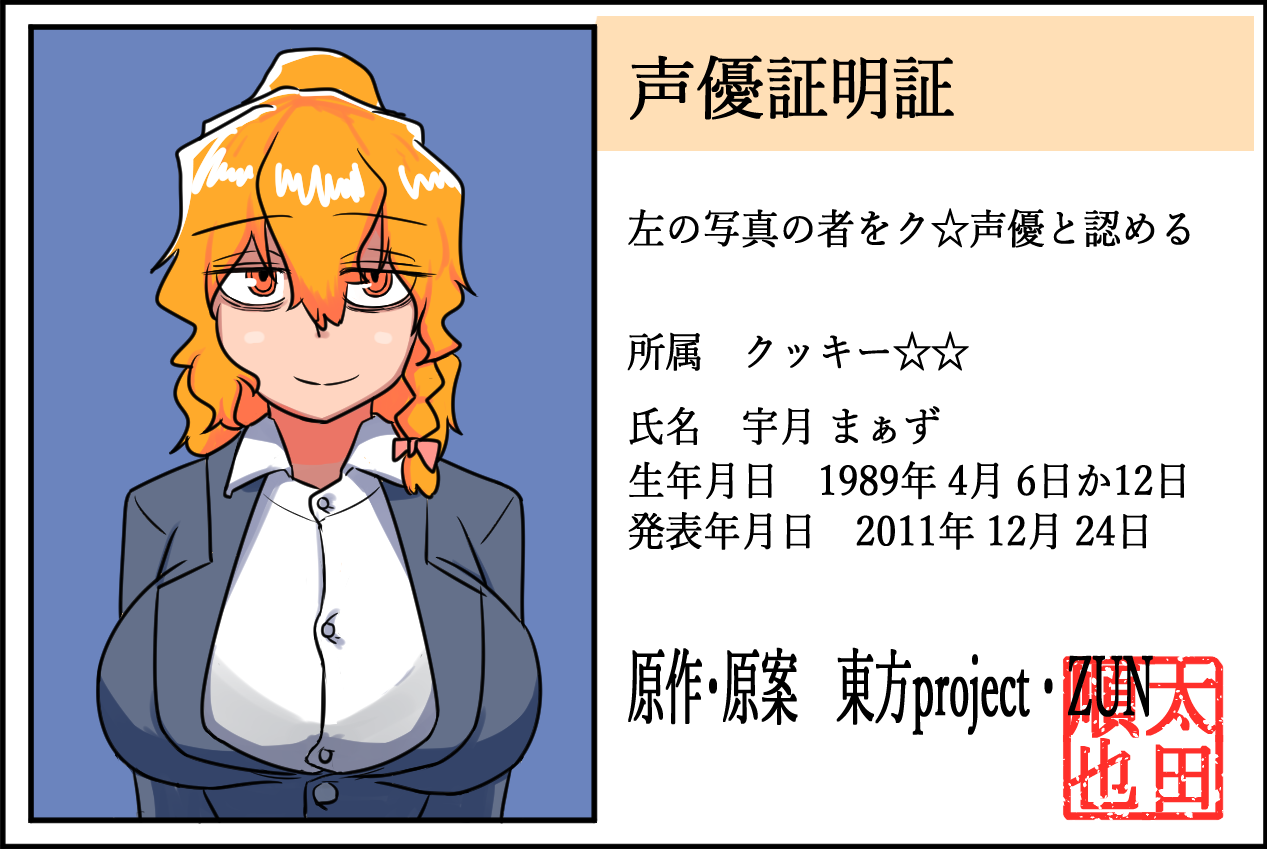 声優証明証
左の写真の者をク☆声優と認める
所属　クッキー☆☆
氏名　宇月 まぁず
生年月日　1989年 4月 6日か12日
発表年月日　2011年 12月 24日
原作・原案　東方project・ZUN
太田
順也